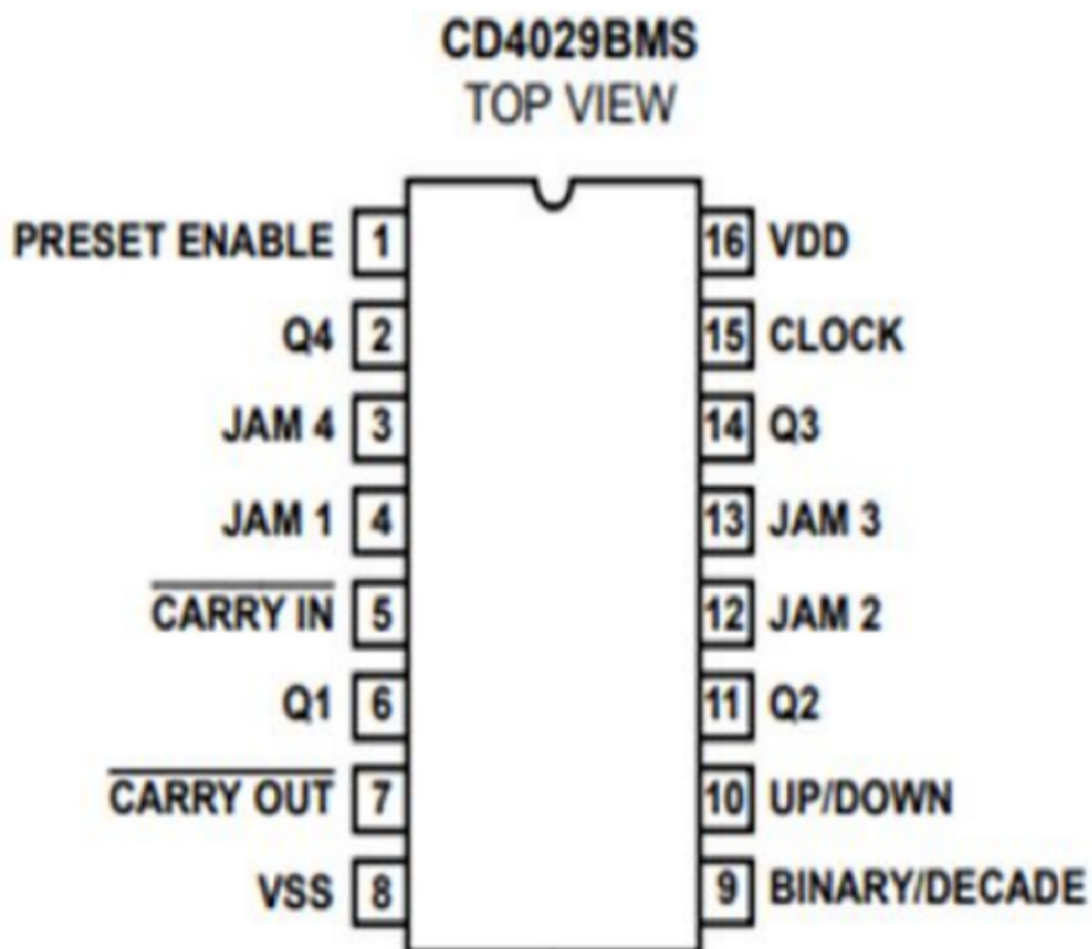 CD4029BMS
TOP VIEW
PRESET ENABLE 1 16 VDD
Q4 2 15 CLOCK
JAM 4 3 14 Q3
JAM 1 4 13 JAM 3
CARRY IN 5 12 JAM 2
Q1 6 11 Q2
CARRY OUT 7 10 UP/DOWN
VSS 8 9 BINARY/DECADE